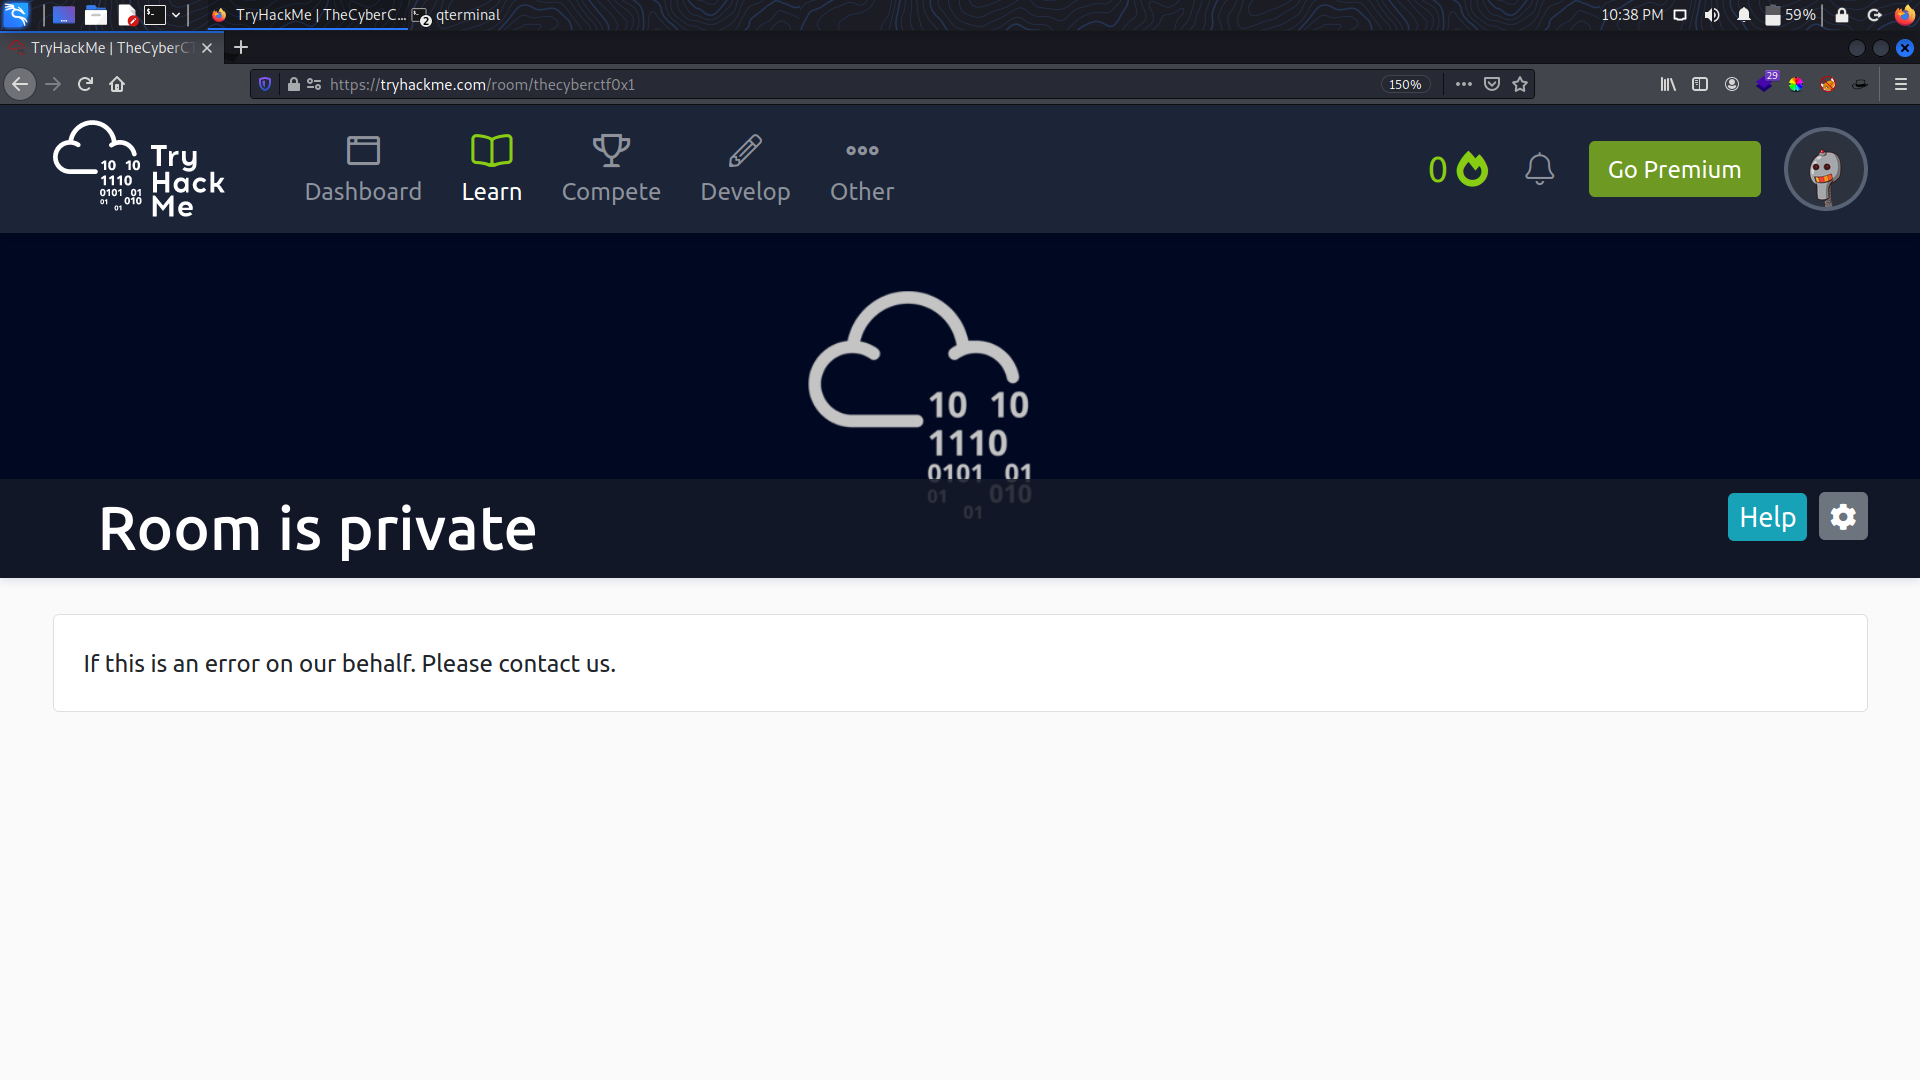 TryHackMe | TheCyberC...
2
qterminal
10:38 PM
59%
TryHackMe | TheCyberC
https://tryhackme.com/room/thecyberctf0x1
150%
29
10 10
1110
0101 01
01 01 010
Try
Hack
Me
Dashboard
Learn
Compete
Develop
Other
0
Go Premium
10 10
1110
0101 01
01 010
01
Room is private
Help
If this is an error on our behalf. Please contact us.